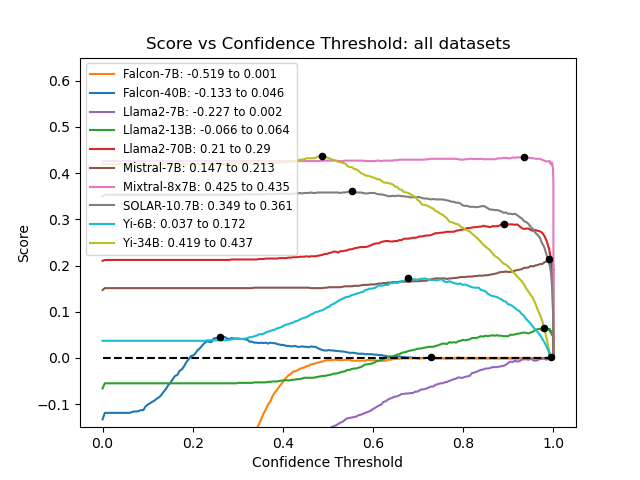 Score vs Confidence Threshold: all datasets
Falcon-7B: -0.519 to 0.001
Falcon-40B: -0.133 to 0.046
Llama2-7B: -0.227 to 0.002
Llama2-13B: -0.066 to 0.064
Llama2-70B: 0.21 to 0.29
Mistral-7B: 0.147 to 0.213
Mixtral-8x7B: 0.425 to 0.435
SOLAR-10.7B: 0.349 to 0.361
Yi-6B: 0.037 to 0.172
Yi-34B: 0.419 to 0.437
Score
0.6
0.5
0.4
0.3
0.2
0.1
0.0
−0.1
0.0 0.2 0.4 0.6 0.8 1.0
Confidence Threshold